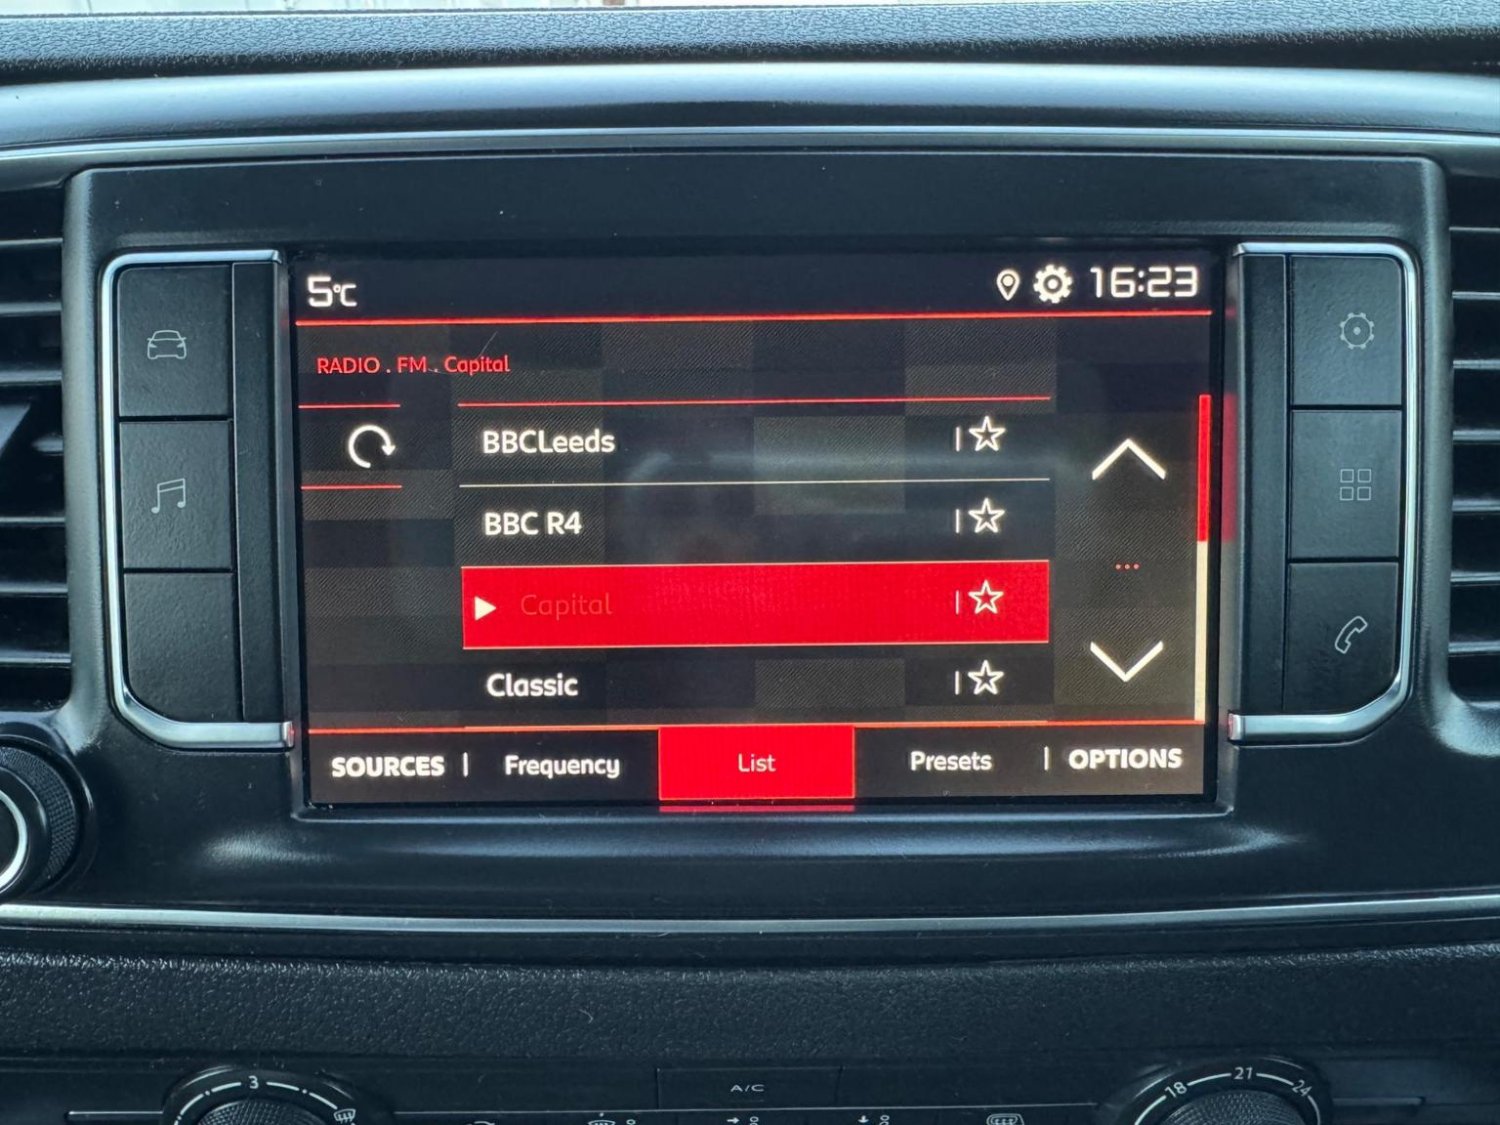 5°C 16:23
RADIO . FM . Capital
BBCLeeds
BBC R4
Capital
Classic
SOURCES Frequency List Presets OPTIONS
A/C
3
18 21 24